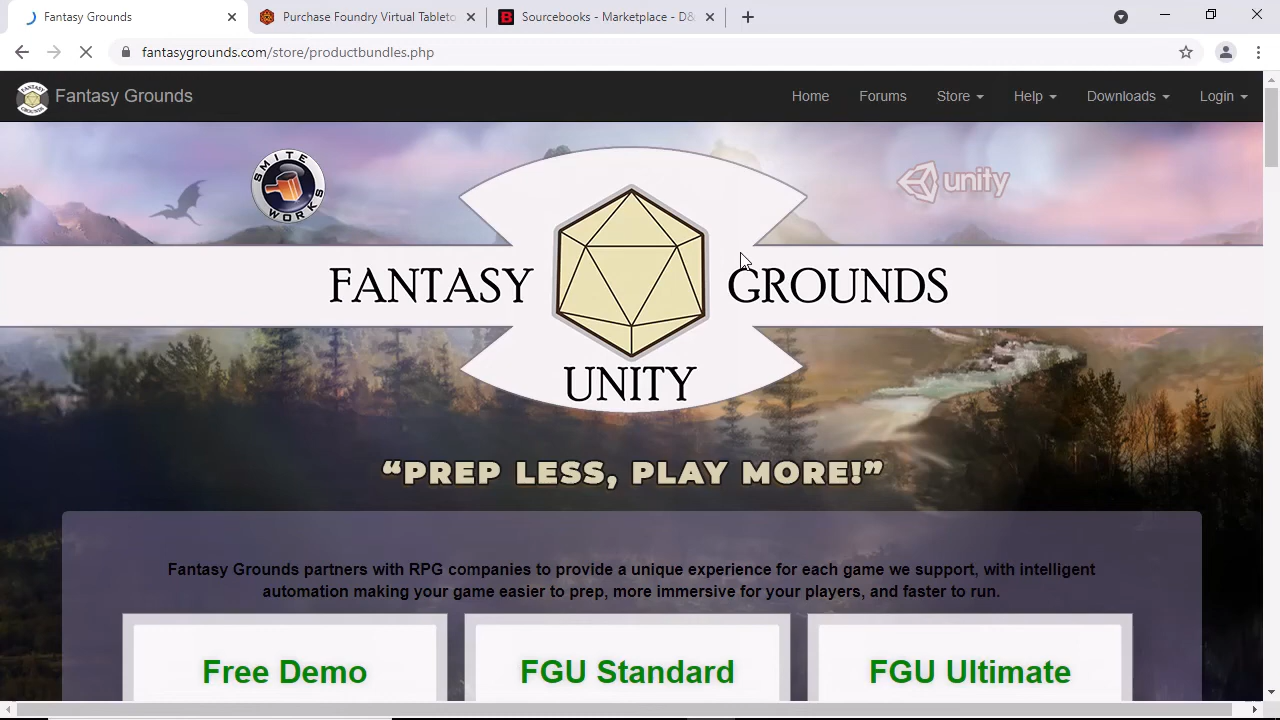 Fantasy Grounds
Purchase Foundry Virtual Tableto
Sourcebooks - Marketplace - D&
fantasygrounds.com/store/productbundles.php
FANTASY GROUNDS
Fantasy Grounds
Home
Forums
Store
Help
Downloads
Login
SMITE WORKS
unity
FANTASY GROUNDS
UNITY
“PREP LESS, PLAY MORE!”
Fantasy Grounds partners with RPG companies to provide a unique experience for each game we support, with intelligent
automation making your game easier to prep, more immersive for your players, and faster to run.
Free Demo
FGU Standard
FGU Ultimate